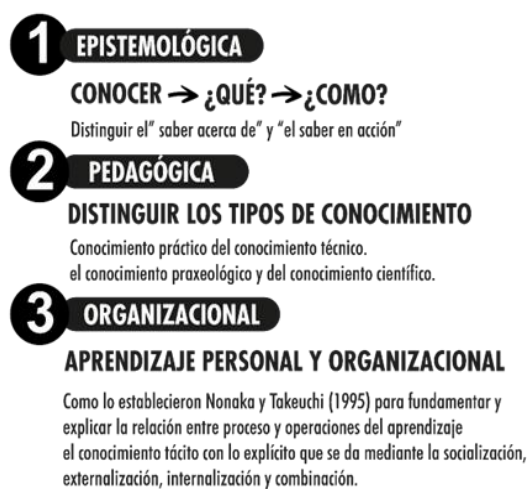 1 EPISTEMOLÓGICA
CONOCER → ¿QUÉ? → ¿COMO?
Distinguir el" saber acerca de" y "el saber en acción"
2 PEDAGÓGICA
DISTINGUIR LOS TIPOS DE CONOCIMIENTO
Conocimiento práctico del conocimiento técnico.
el conocimiento praxeológico y del conocimiento científico.
3 ORGANIZACIONAL
APRENDIZAJE PERSONAL Y ORGANIZACIONAL
Como lo establecieron Nonaka y Takeuchi (1995) para fundamentar y
explicar la relación entre proceso y operaciones del aprendizaje
el conocimiento tácito con lo explícito que se da mediante la socialización,
externalización, internalización y combinación.